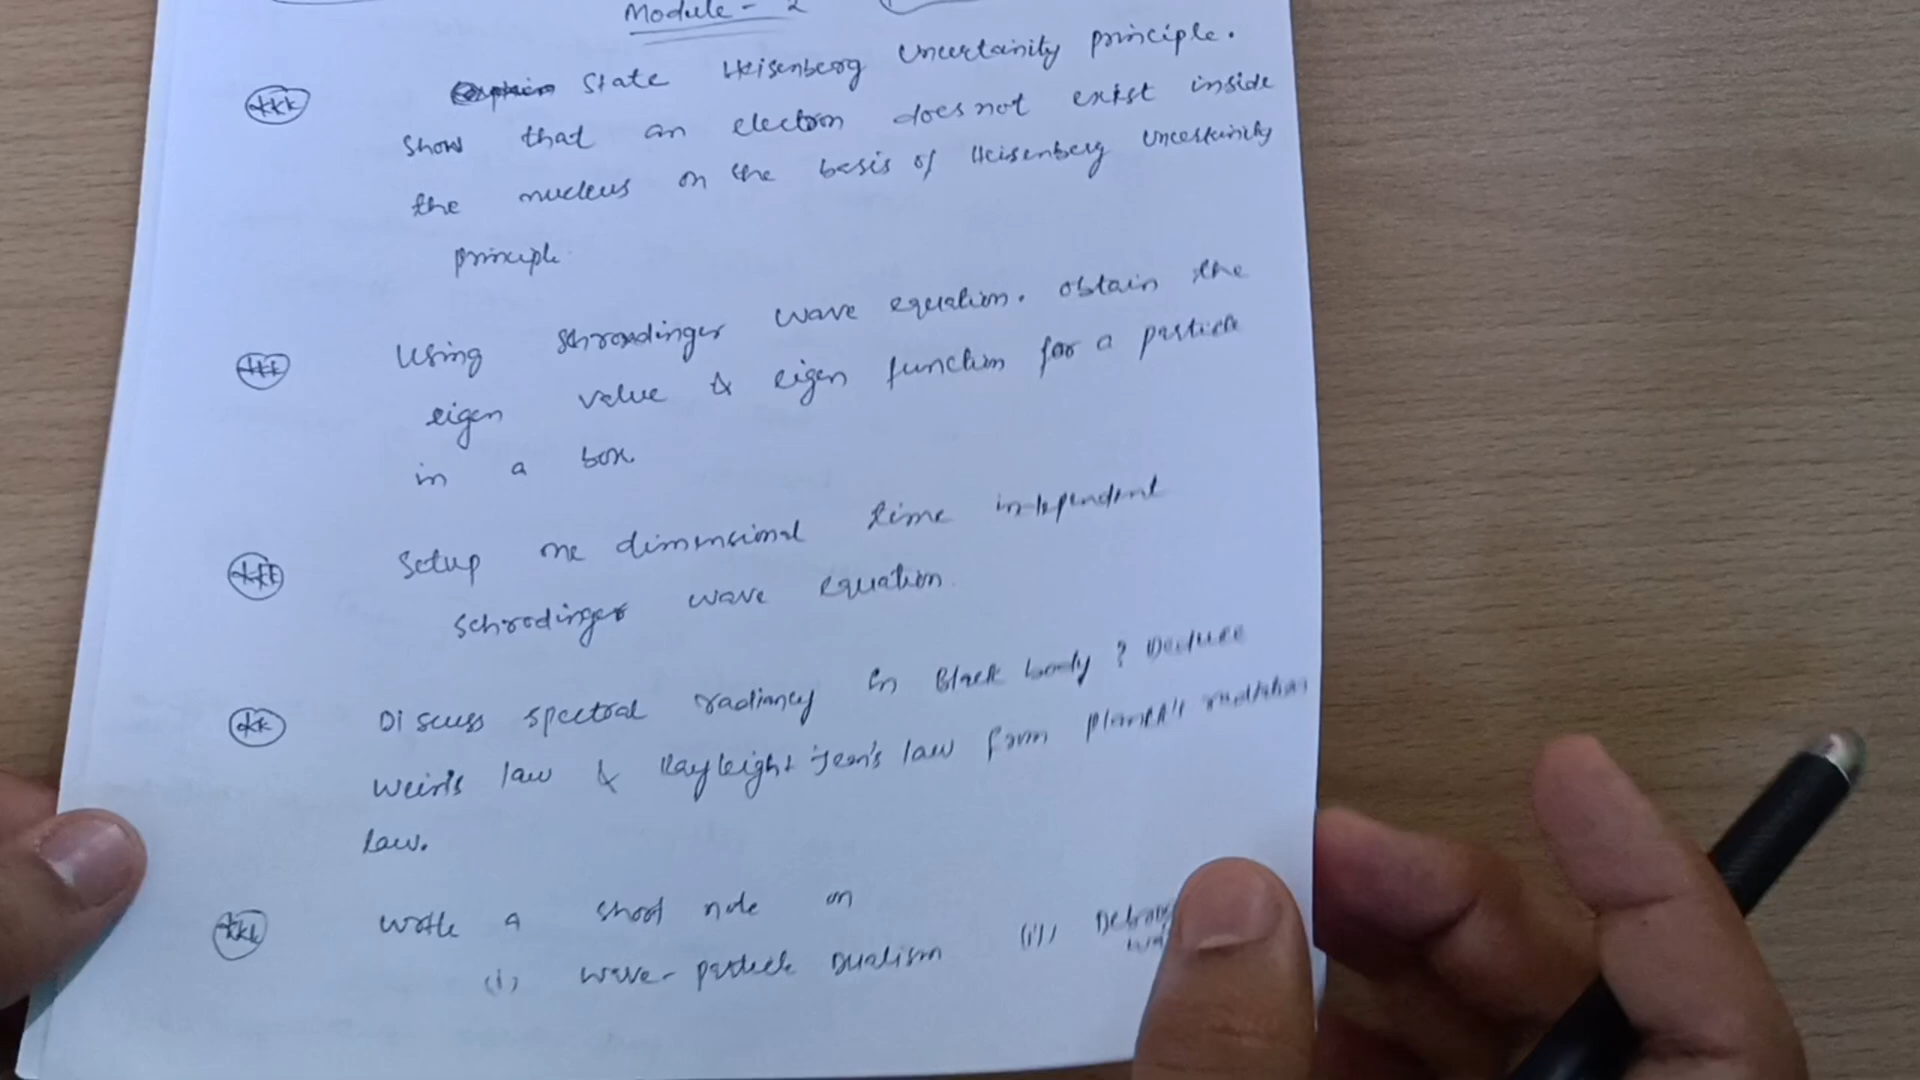 Module - 2
*** State Heisenberg Uncertainity principle.
Show that an electron does not exist inside
the nucleus on the basis of Heisenberg Uncertainity
principle.
*** Using Schrondinger wave equation. obtain the
eigen value & eigen function for a particle
in a box
*** Setup one dimensional time independent
Schrodinger wave equation.
** Discuss spectral radiancy in Black body? Deduce
Wein's law & Rayleight Jean's law from planck's radiation
law.
*** Write a short note on
(i) wave-particle Dualism (ii)